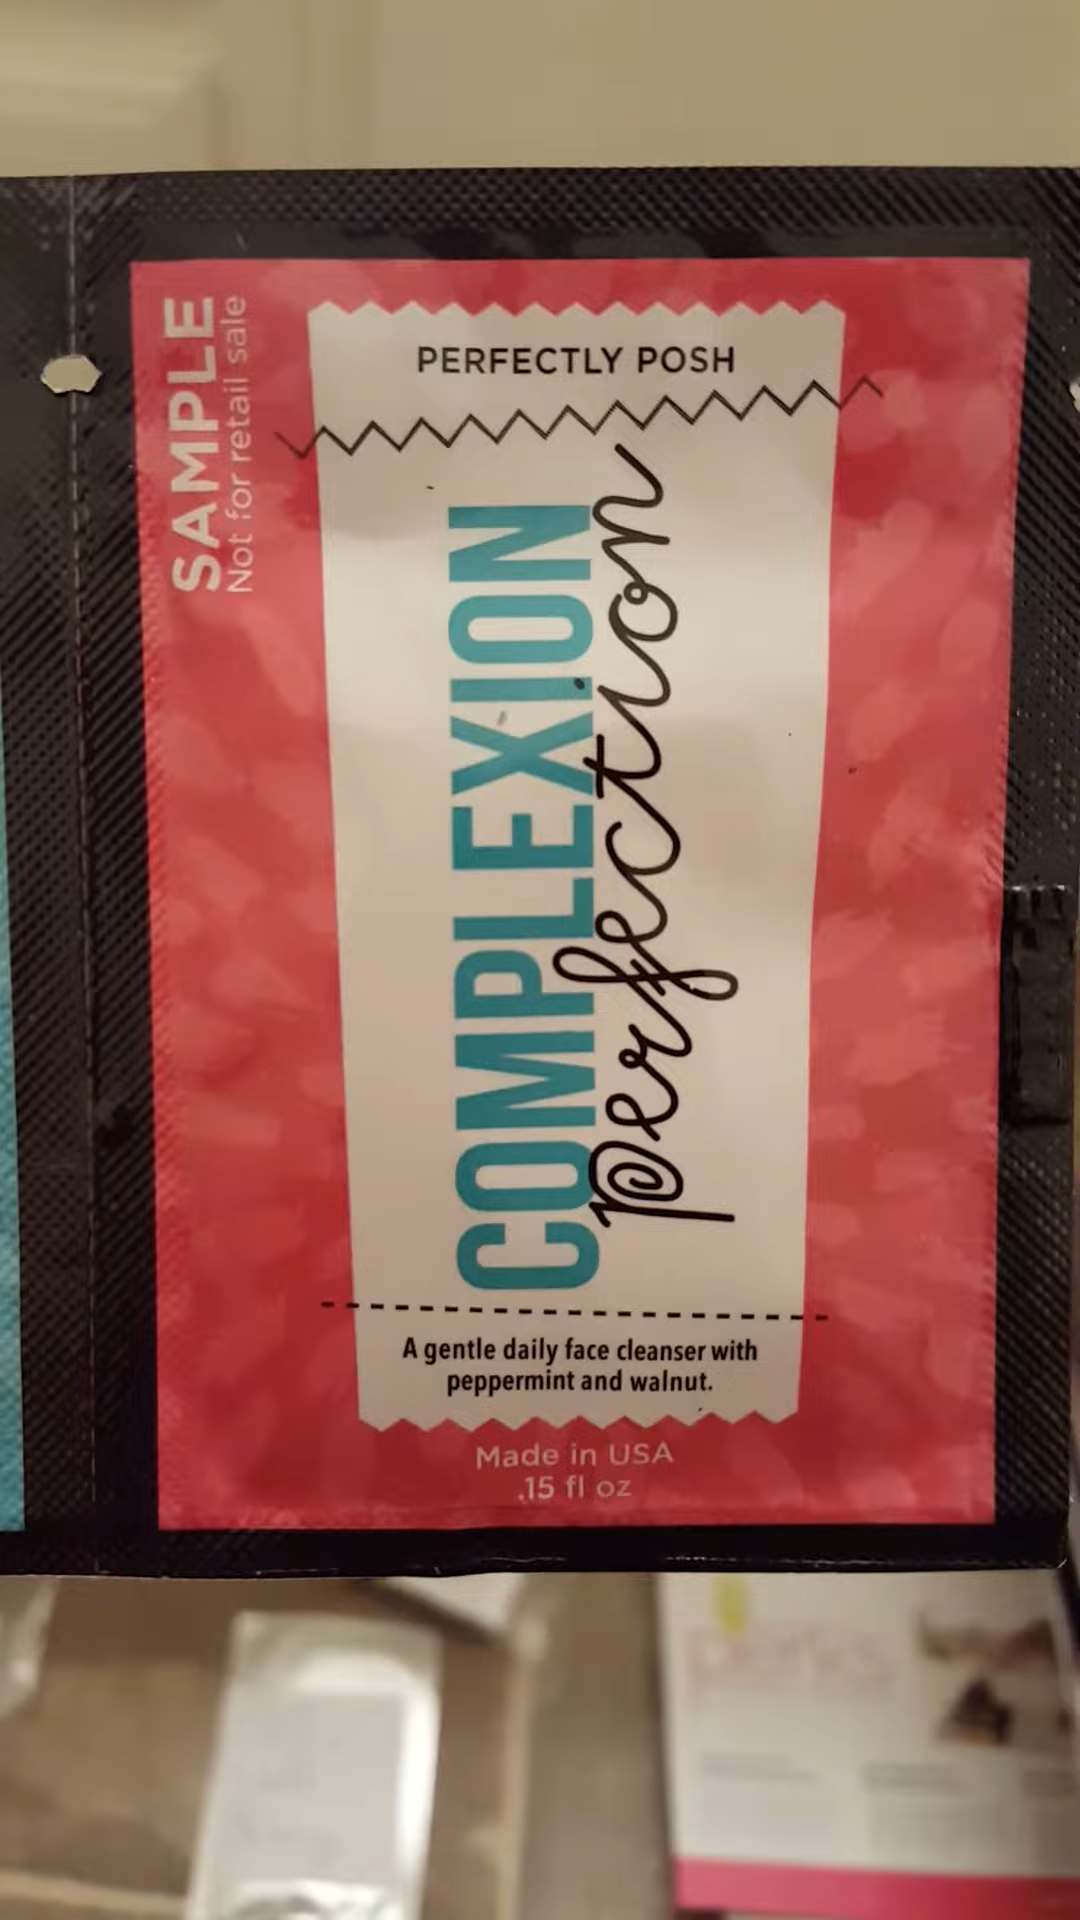 SAMPLE
Not for retail sale
PERFECTLY POSH
COMPLEXION
perfection
A gentle daily face cleanser with
peppermint and walnut.
Made in USA
.15 fl oz